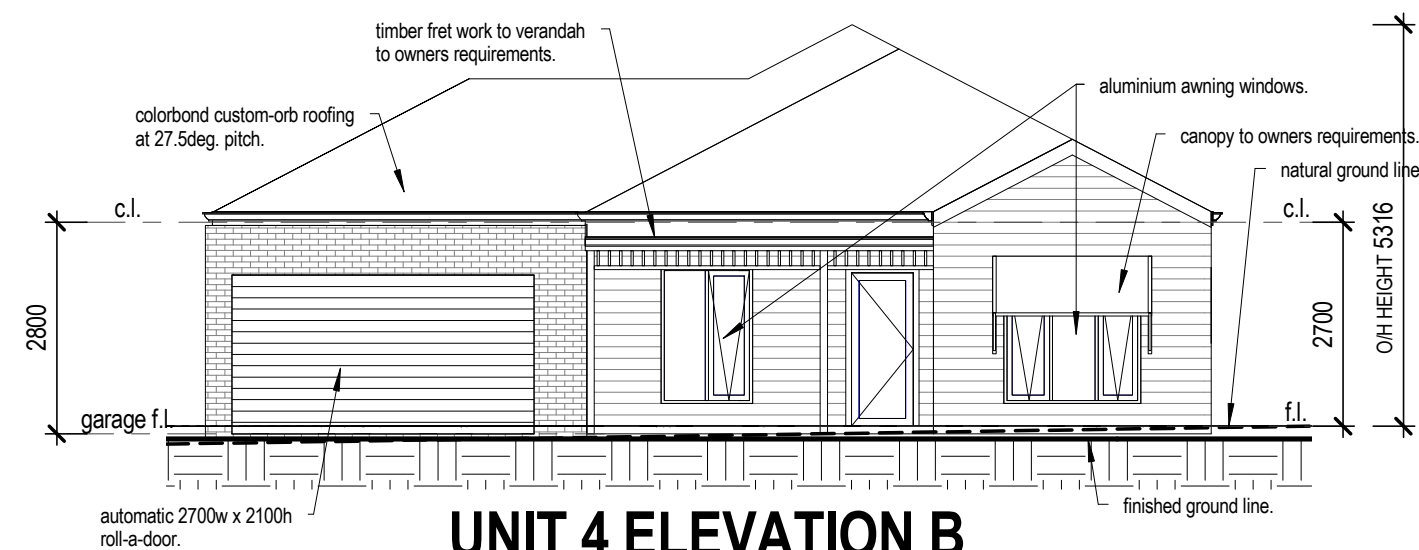 timber fret work to verandah
to owners requirements.
aluminium awning windows.
colorbond custom-orb roofing
at 27.5deg. pitch.
canopy to owners requirements.
natural ground line
c.l.
c.l.
2800
2700
O/H HEIGHT 5316
garage f.l.
f.l.
finished ground line.
automatic 2700w x 2100h
roll-a-door.
UNIT 4 ELEVATION B